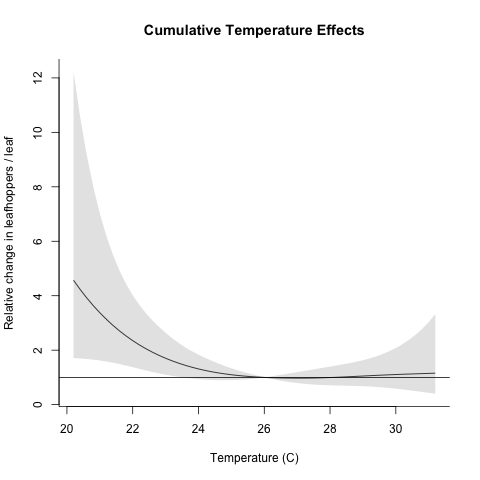 Cumulative Temperature Effects
Relative change in leafhoppers / leaf
12
10
8
6
4
2
0
20 22 24 26 28 30
Temperature (C)